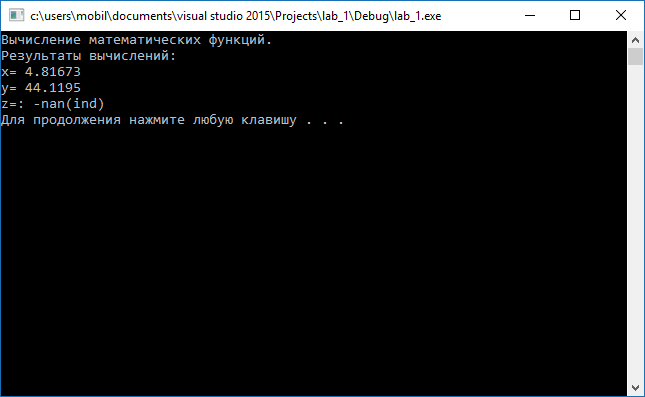 c:\users\mobil\documents\visual studio 2015\Projects\lab_1\Debug\lab_1.exe
Вычисление математических функций.
Результаты вычислений:
x= 4.81673
y= 44.1195
z=: -nan(ind)
Для продолжения нажмите любую клавишу . . .